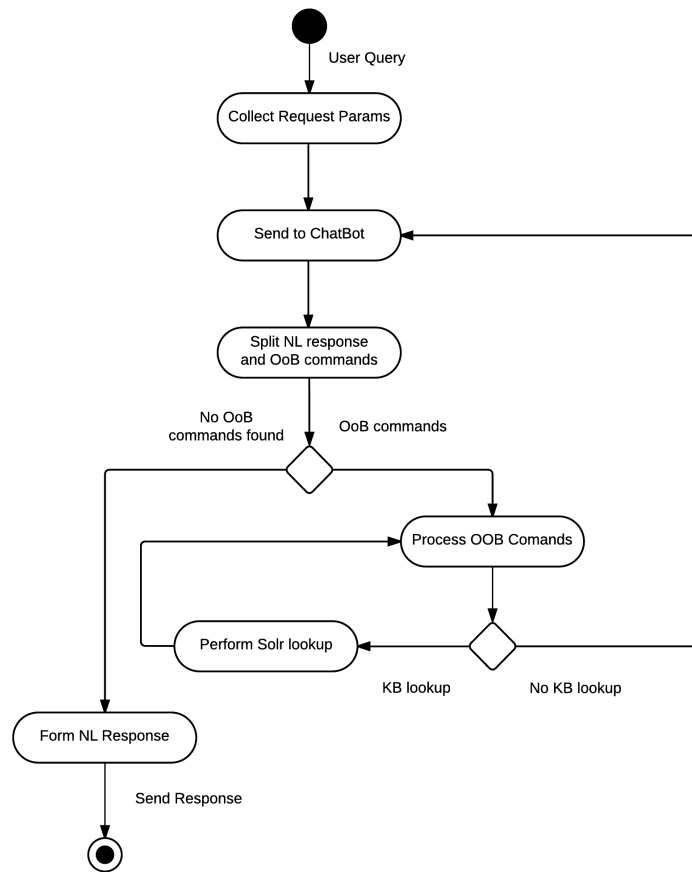 User Query
Collect Request Params
Send to ChatBot
Split NL response
and OoB commands
No OoB
commands found
OoB commands
Process OOB Comands
Perform Solr lookup
KB lookup
No KB lookup
Form NL Response
Send Response